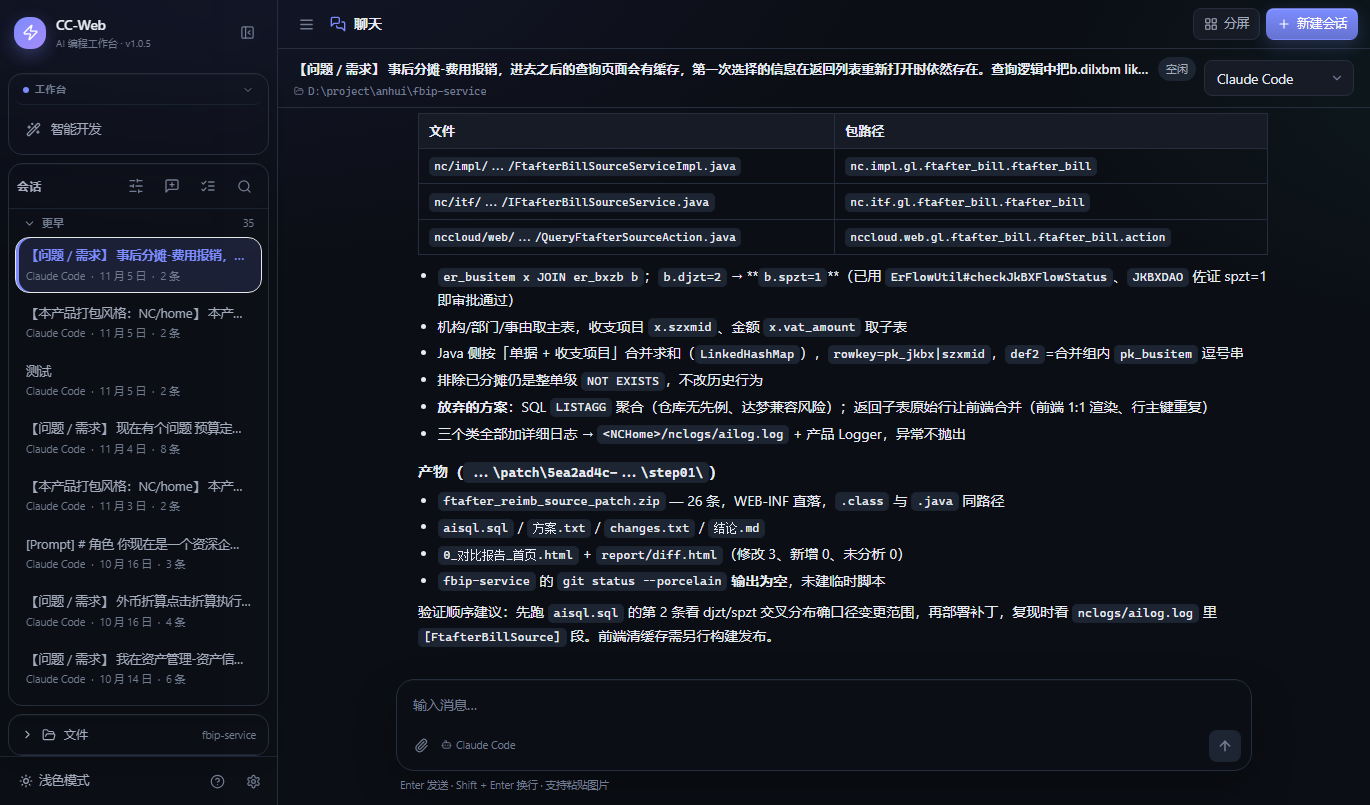 CC-Web
AI 编程工作台 · v1.0.5
工作台
智能开发
会话
更早 35
【问题 / 需求】 事后分摊-费用报销，...
Claude Code · 11 月 5 日 · 2 条
【本产品打包风格：NC/home】 本产...
Claude Code · 11 月 5 日 · 2 条
测试
Claude Code · 11 月 5 日 · 2 条
【问题 / 需求】 现在有个问题 预算定...
Claude Code · 11 月 4 日 · 8 条
【本产品打包风格：NC/home】 本产...
Claude Code · 11 月 3 日 · 2 条
[Prompt] # 角色 你现在是一个资深企...
Claude Code · 10 月 16 日 · 3 条
【问题 / 需求】 外币折算点击折算执行...
Claude Code · 10 月 16 日 · 4 条
【问题 / 需求】 我在资产管理-资产信...
Claude Code · 10 月 14 日 · 6 条
文件 fbip-service
浅色模式
聊天
分屏
新建会话
【问题 / 需求】 事后分摊-费用报销，进去之后的查询页面会有缓存，第一次选择的信息在返回列表重新打开时依然存在。查询逻辑中把b.dilxbm lik...
空闲
Claude Code
D:\project\anhui\fbip-service
文件 包路径
nc/impl/ ... /FtafterBillSourceServiceImpl.java nc.impl.gl.ftafter_bill.ftafter_bill
nc/itf/ ... /IFtafterBillSourceService.java nc.itf.gl.ftafter_bill.ftafter_bill
nccloud/web/ ... /QueryFtafterSourceAction.java nccloud.web.gl.ftafter_bill.ftafter_bill.action
er_busitem x JOIN er_bxzb b ； b.djzt=2 → ** b.spzt=1 **（已用 ErFlowUtil#checkJkBXFlowStatus 、 JKBXDAO 佐证 spzt=1
即审批通过）
机构/部门/事由取主表，收支项目 x.szxmid 、金额 x.vat_amount 取子表
Java 侧按「单据 + 收支项目」合并求和（ LinkedHashMap ）， rowkey=pk_jkbx|szxmid ， def2 =合并组内 pk_busitem 逗号串
排除已分摊仍是整单级 NOT EXISTS ，不改历史行为
放弃的方案：SQL LISTAGG 聚合（仓库无先例、达梦兼容风险）；返回子表原始行让前端合并（前端 1:1 渲染、行主键重复）
三个类全部加详细日志 → <NCHome>/nclogs/ailog.log + 产品 Logger，异常不抛出
产物（ ...\patch\5ea2ad4c- ... \step01\ ）
ftafter_reimb_source_patch.zip — 26 条，WEB-INF 直落， .class 与 .java 同路径
aisql.sql / 方案.txt / changes.txt / 结论.md
0_对比报告_首页.html + report/diff.html （修改 3、新增 0、未分析 0）
fbip-service 的 git status --porcelain 输出为空，未建临时脚本
验证顺序建议：先跑 aisql.sql 的第 2 条看 djzt/spzt 交叉分布确口径变更范围，再部署补丁，复现时看 nclogs/ailog.log 里
[FtafterBillSource] 段。前端清缓存需另行构建发布。
输入消息...
Claude Code
Enter 发送 · Shift + Enter 换行 · 支持粘贴图片